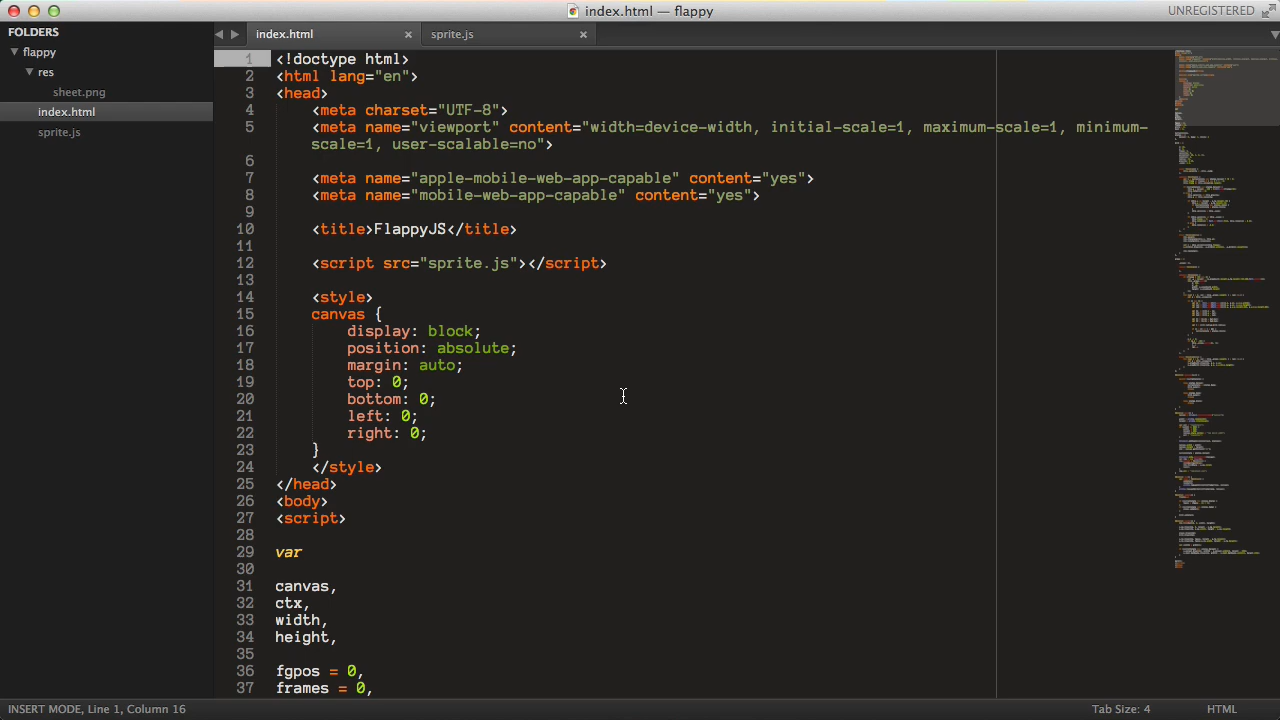 index.html — flappy
UNREGISTERED
FOLDERS
flappy
res
sheet.png
index.html
sprite.js
index.html
sprite.js
1 <!doctype html>
2 <html lang="en">
3 <head>
4 <meta charset="UTF-8">
5 <meta name="viewport" content="width=device-width, initial-scale=1, maximum-scale=1, minimum-
scale=1, user-scalable=no">
6
7 <meta name="apple-mobile-web-app-capable" content="yes">
8 <meta name="mobile-web-app-capable" content="yes">
9
10 <title>FlappyJS</title>
11
12 <script src="sprite.js"></script>
13
14 <style>
15 canvas {
16 display: block;
17 position: absolute;
18 margin: auto;
19 top: 0;
20 bottom: 0;
21 left: 0;
22 right: 0;
23 }
24 </style>
25 </head>
26 <body>
27 <script>
28
29 var
30
31 canvas,
32 ctx,
33 width,
34 height,
35
36 fgpos = 0,
37 frames = 0,
INSERT MODE, Line 1, Column 16
Tab Size: 4
HTML